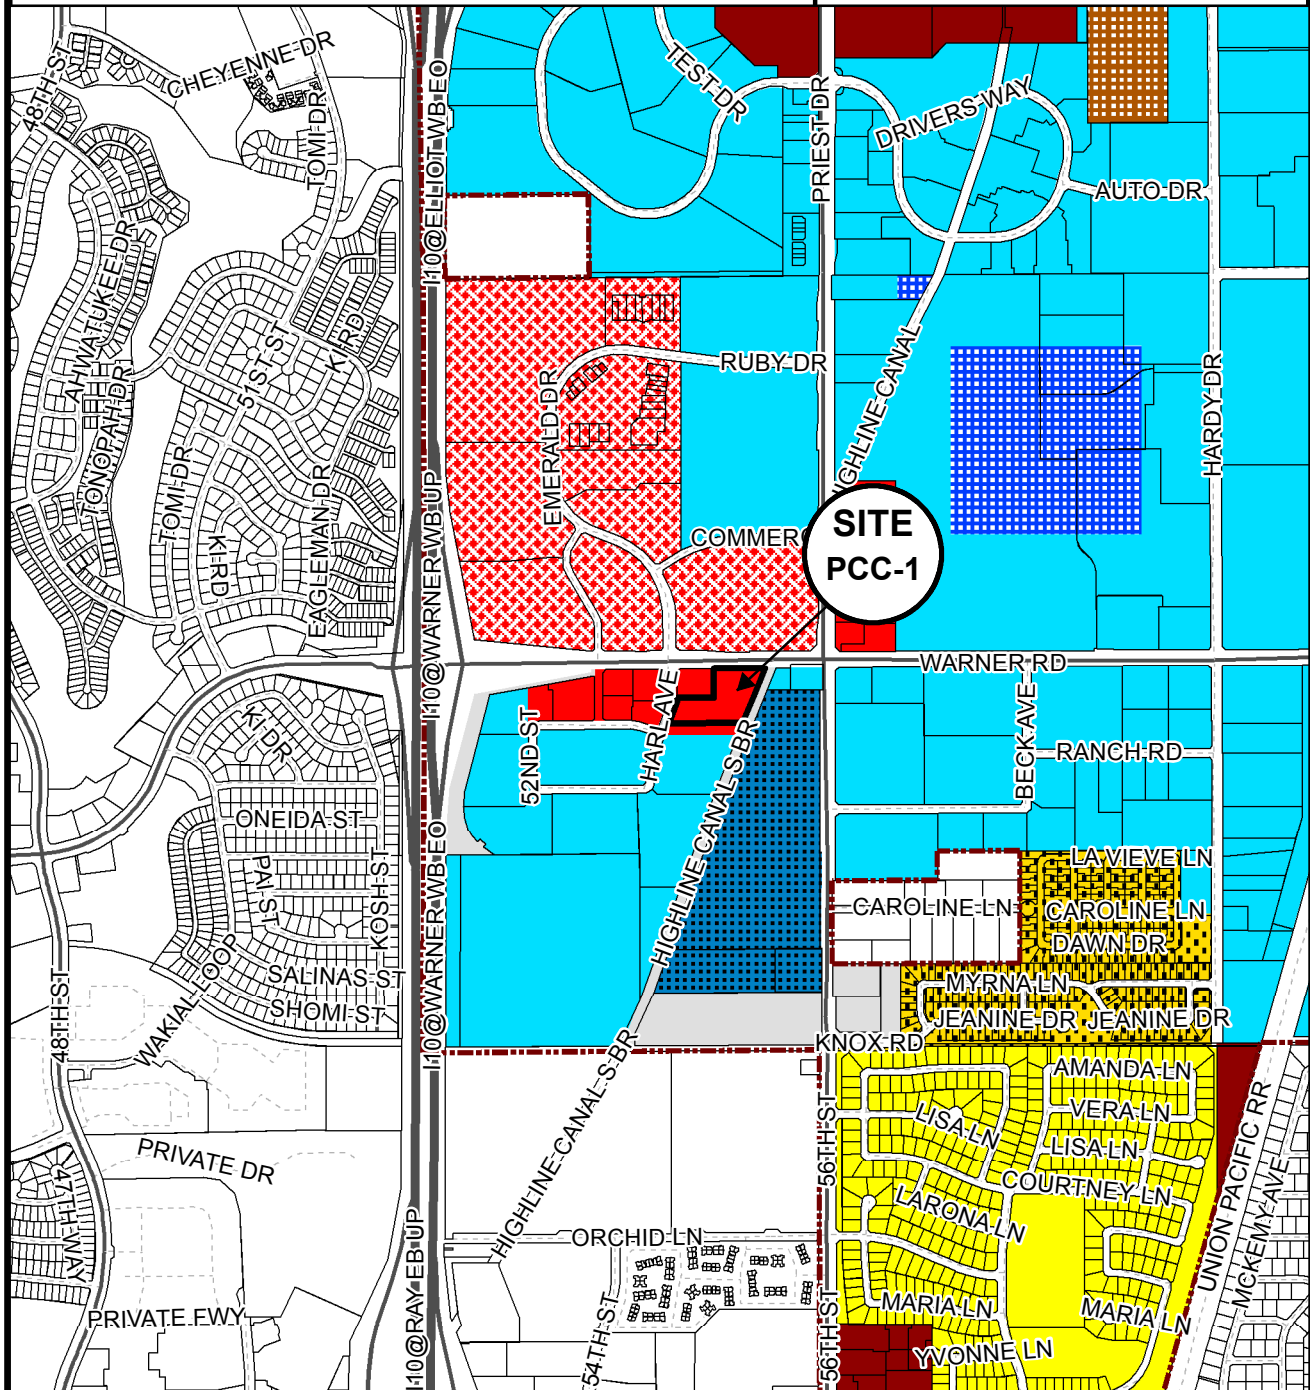 CHEYENNE DR
48TH ST
TOMI DR
I10@ELLIOT WB EO
TEST DR
PRIEST DR
DRIVERS WAY
AUTO DR
AHWATUKEE DR
TONOPAH DR
51ST ST
KI RD
RUBY DR
EMERALD DR
HIGHLINE CANAL
HARDY DR
TOMI DR
KI RD
EAGLEMAN DR
I10@WARNER WB UP
COMMERC
SITE
PCC-1
WARNER RD
KI DR
52ND ST
HARL AVE
HIGHLINE CANAL S BR
BECK AVE
RANCH RD
ONEIDA ST
PAI ST
KOSH ST
I10@WARNER WB EO
LA VIEVE LN
CAROLINE LN
CAROLINE LN
DAWN DR
SALINAS ST
SHOMI ST
WAKIAL LOOP
48TH ST
MYRNA LN
JEANINE DR
JEANINE DR
KNOX RD
HIGHLINE CANAL S BR
56TH ST
AMANDA LN
LISA LN
VERA LN
LISA LN
COURTNEY LN
LARONA LN
UNION PACIFIC RR
MCKEMY AVE
PRIVATE DR
47TH WAY
ORCHID LN
I10@RAY EB UP
54TH ST
56TH ST
MARIA LN
MARIA LN
YVONNE LN
PRIVATE FWY